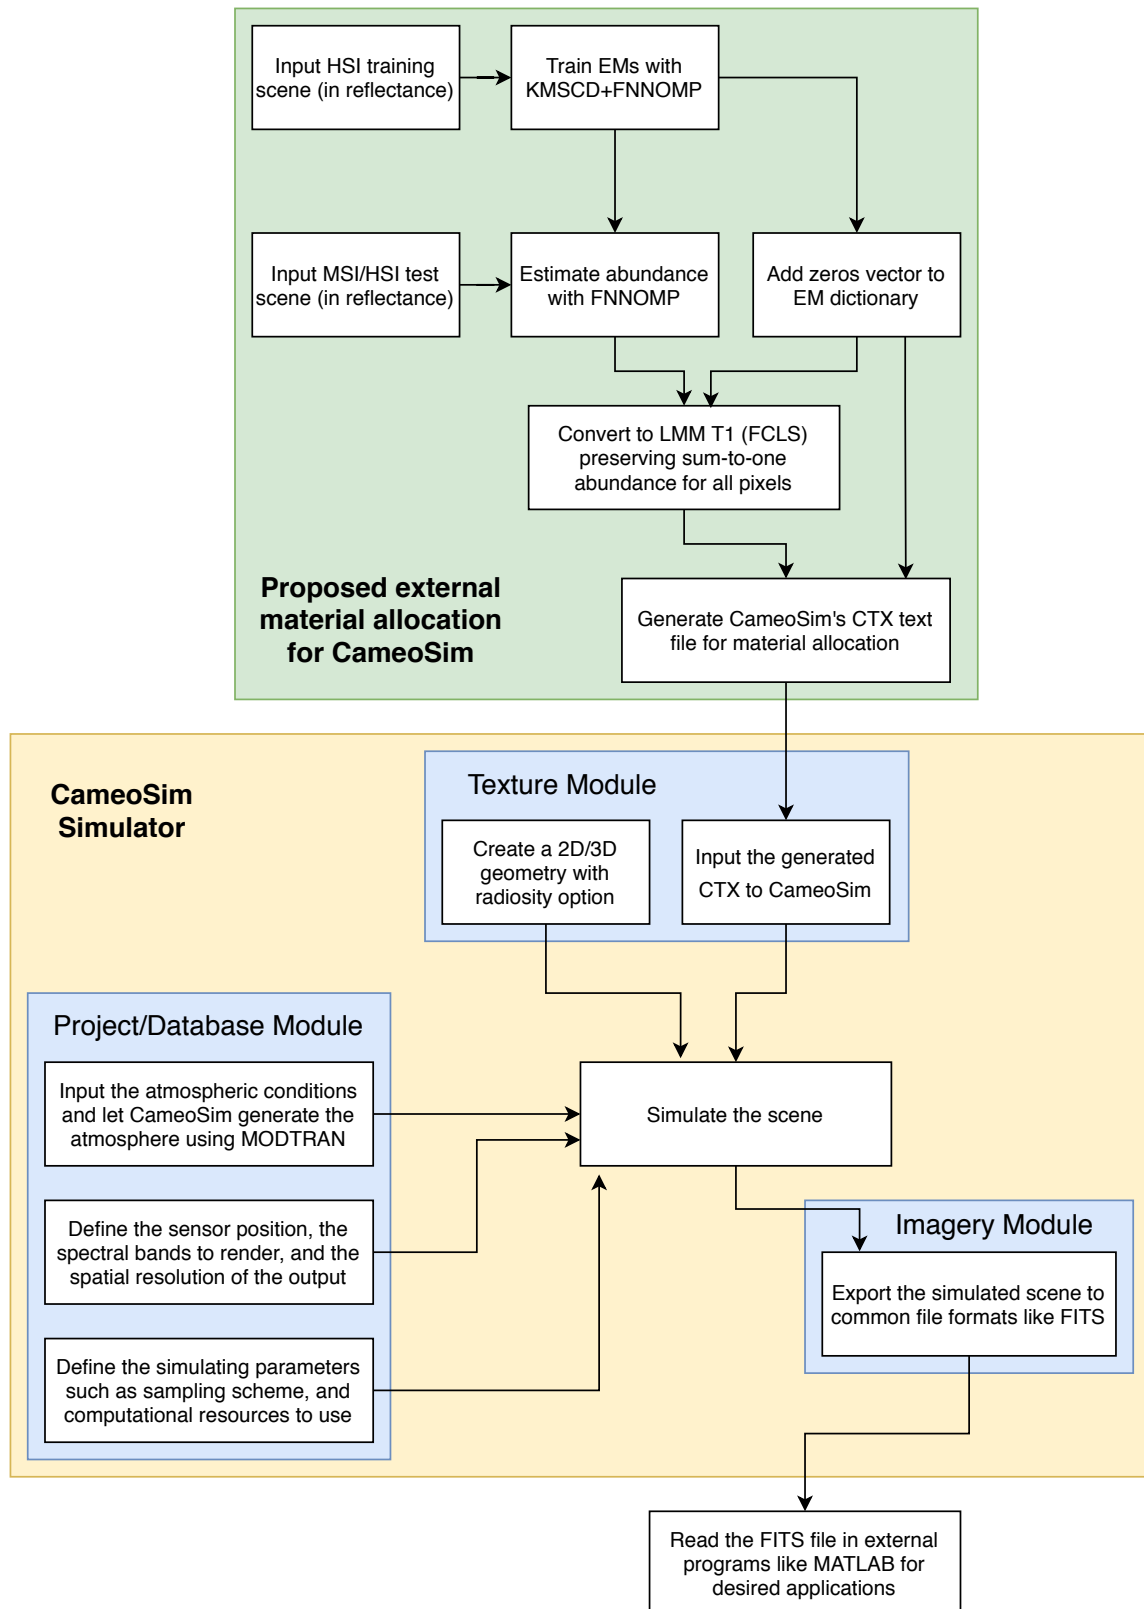 Input HSI training
scene (in reflectance)
Train EMs with
KMSCD+FNNOMP
Input MSI/HSI test
scene (in reflectance)
Estimate abundance
with FNNOMP
Add zeros vector to
EM dictionary
Convert to LMM T1 (FCLS)
preserving sum-to-one
abundance for all pixels
Proposed external
material allocation
for CameoSim
Generate CameoSim's CTX text
file for material allocation
CameoSim
Simulator
Texture Module
Create a 2D/3D
geometry with
radiosity option
Input the generated
CTX to CameoSim
Project/Database Module
Input the atmospheric conditions
and let CameoSim generate the
atmosphere using MODTRAN
Simulate the scene
Define the sensor position, the
spectral bands to render, and the
spatial resolution of the output
Imagery Module
Export the simulated scene to
common file formats like FITS
Define the simulating parameters
such as sampling scheme, and
computational resources to use
Read the FITS file in external
programs like MATLAB for
desired applications